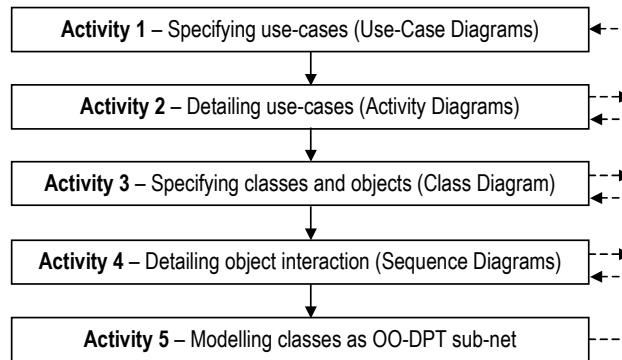 Activity 1 – Specifying use-cases (Use-Case Diagrams)
Activity 2 – Detailing use-cases (Activity Diagrams)
Activity 3 – Specifying classes and objects (Class Diagram)
Activity 4 – Detailing object interaction (Sequence Diagrams)
Activity 5 – Modelling classes as OO-DPT sub-net